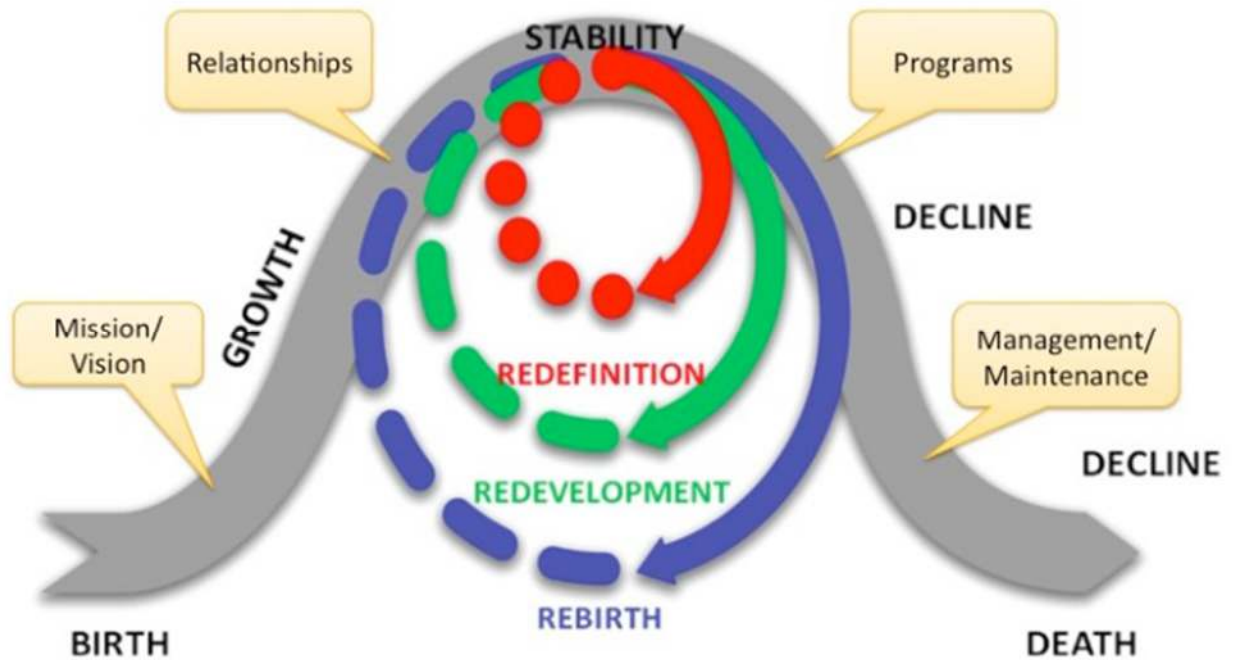 STABILITY
Relationships
Programs
GROWTH
DECLINE
Mission/
Vision
Management/
Maintenance
REDEFINITION
DECLINE
REDEVELOPMENT
REBIRTH
BIRTH
DEATH